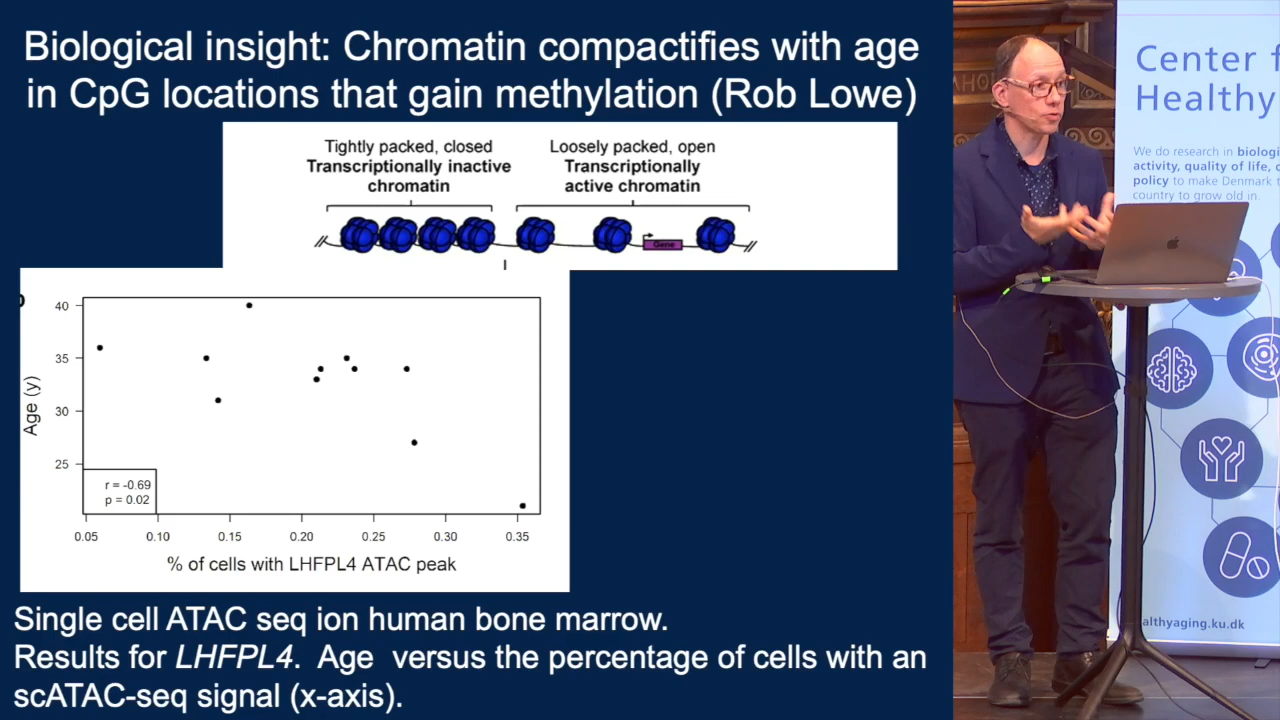 Biological insight: Chromatin compactifies with age
in CpG locations that gain methylation (Rob Lowe)
Tightly packed, closed
Transcriptionally inactive
chromatin
Loosely packed, open
Transcriptionally
active chromatin
Gene
40
35
30
25
Age (y)
r = -0.69
p = 0.02
0.05 0.10 0.15 0.20 0.25 0.30 0.35
% of cells with LHFPL4 ATAC peak
Single cell ATAC seq ion human bone marrow.
Results for LHFPL4. Age versus the percentage of cells with an
scATAC-seq signal (x-axis).
Center f
Healthy
We do research in biologi
activity, quality of life,
policy to make Denmark t
country to grow old in.
althyaging.ku.dk